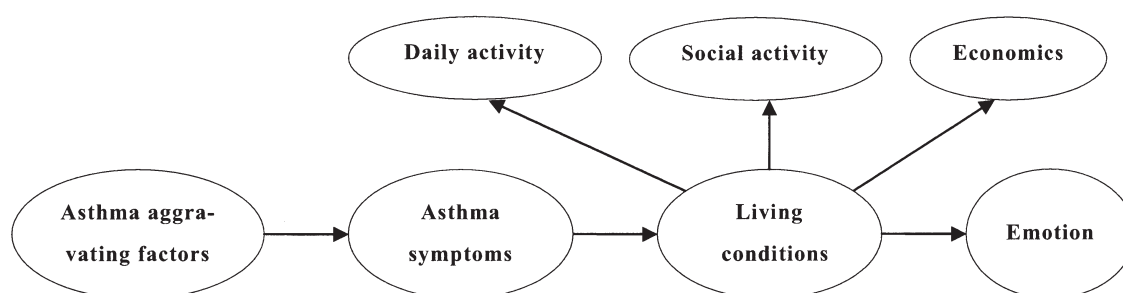 Daily activity
Social activity
Economics
Asthma aggra-
vating factors
Asthma
symptoms
Living
conditions
Emotion